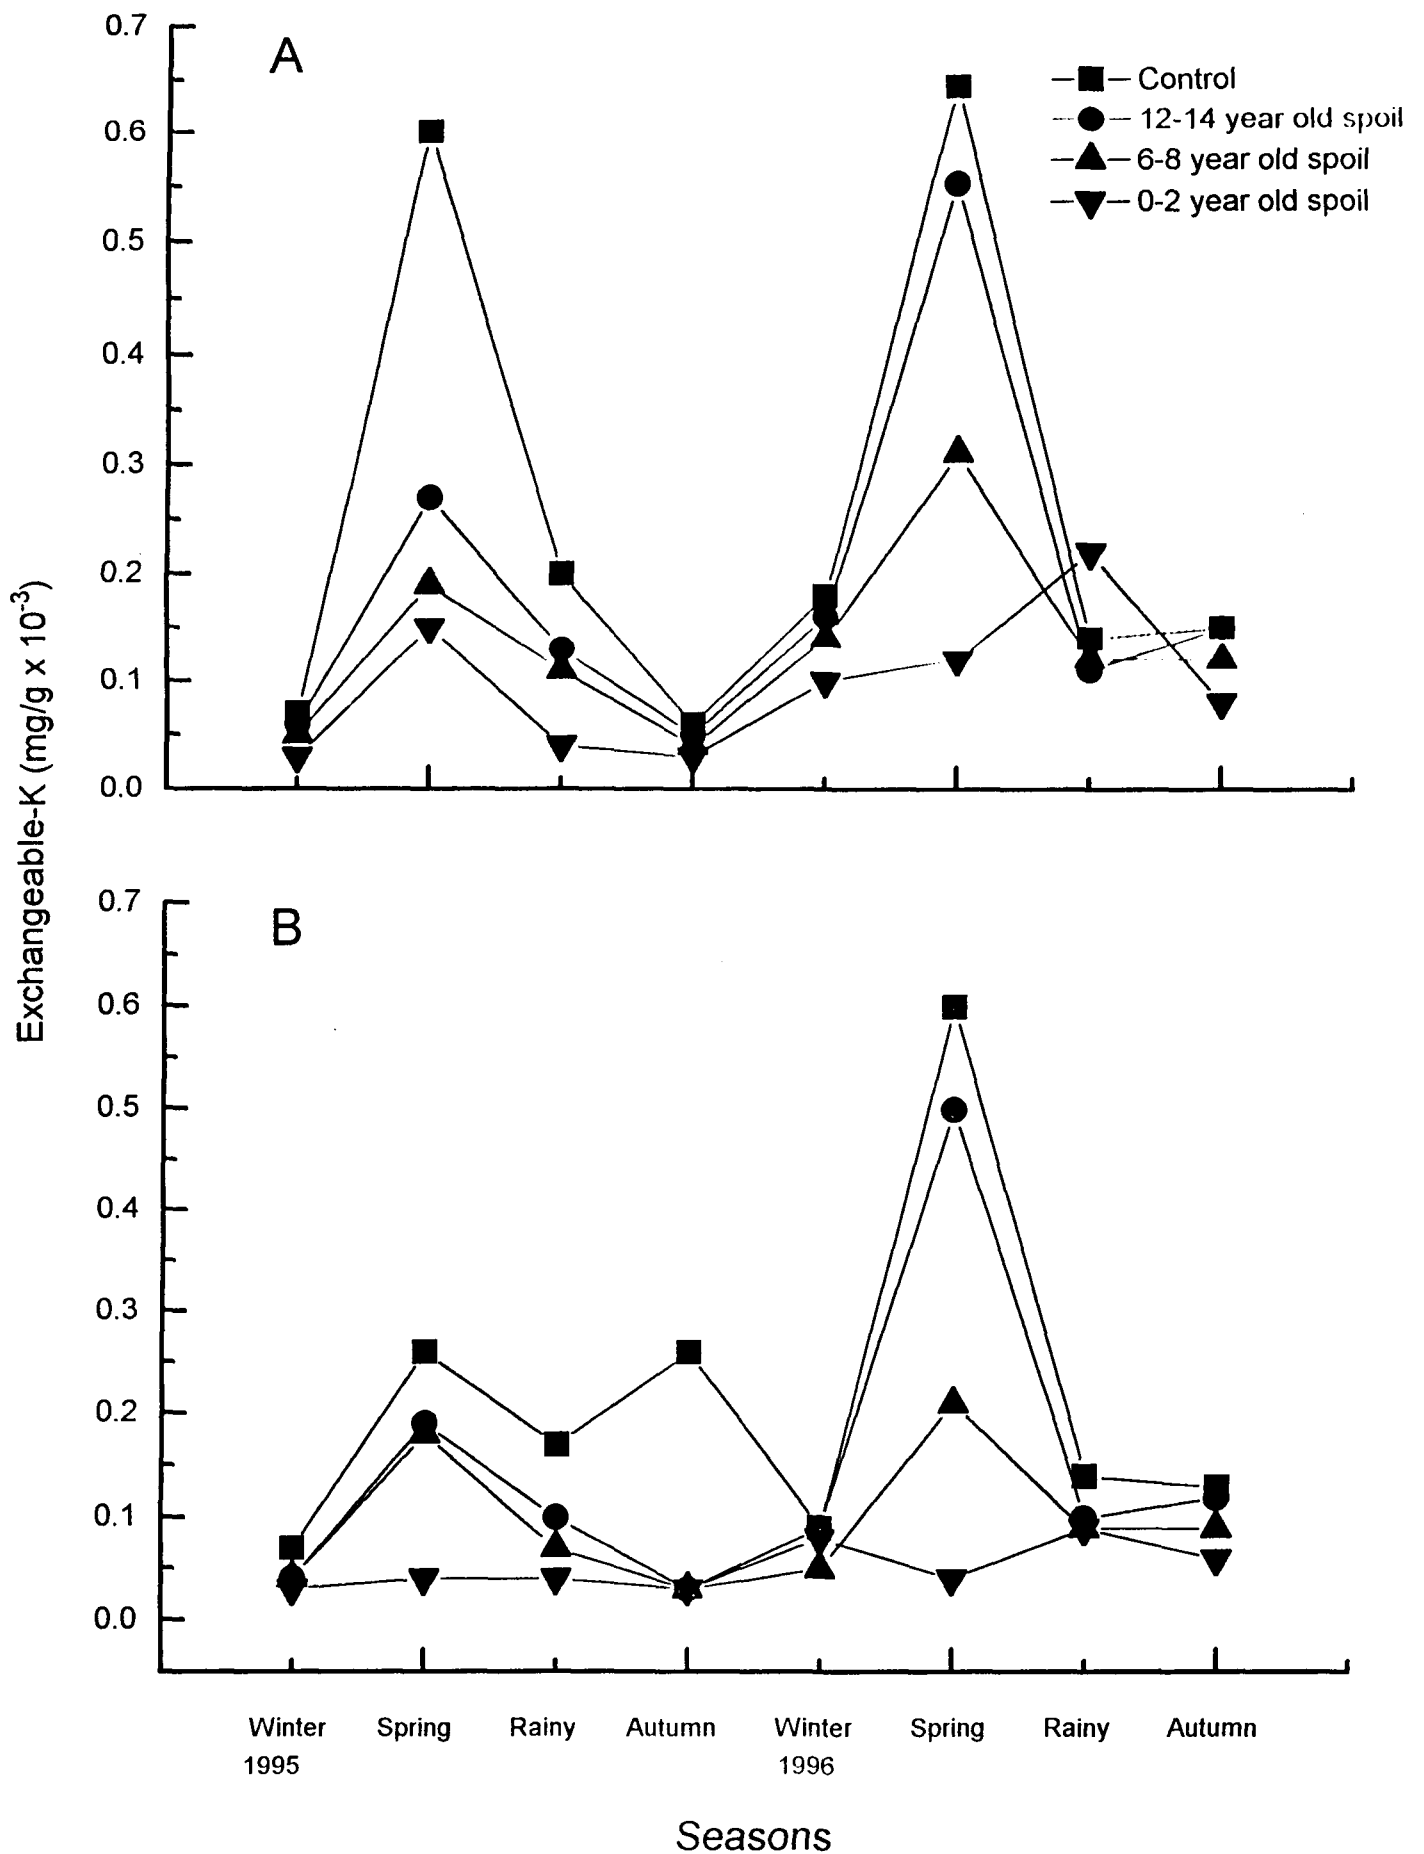 Exchangeable-K (mg/g x 10⁻³)
A
0.7
0.6
0.5
0.4
0.3
0.2
0.1
0.0
Control
12-14 year old spoil
6-8 year old spoil
0-2 year old spoil
B
0.7
0.6
0.5
0.4
0.3
0.2
0.1
0.0
Winter Spring Rainy Autumn Winter Spring Rainy Autumn
1995 1996
Seasons